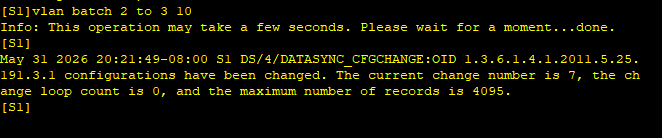 [S1]vlan batch 2 to 3 10
Info: This operation may take a few seconds. Please wait for a moment...done.
[S1]
May 31 2026 20:21:49-08:00 S1 DS/4/DATASYNC_CFGCHANGE:OID 1.3.6.1.4.1.2011.5.25.
191.3.1 configurations have been changed. The current change number is 7, the ch
ange loop count is 0, and the maximum number of records is 4095.
[S1]